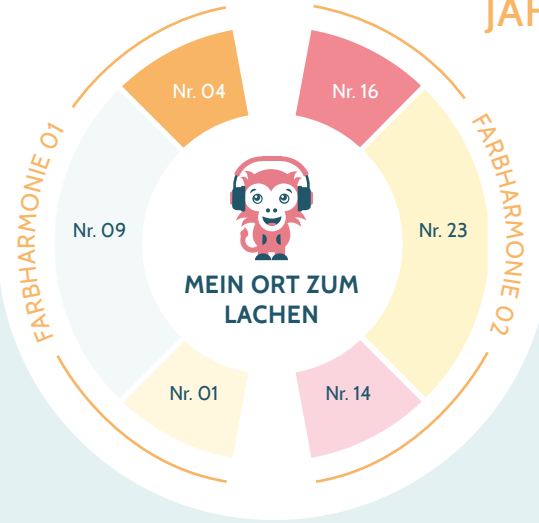 JAH
FARBHARMONIE 01
Nr. 04
Nr. 09
Nr. 01
MEIN ORT ZUM
LACHEN
FARBHARMONIE 02
Nr. 16
Nr. 23
Nr. 14